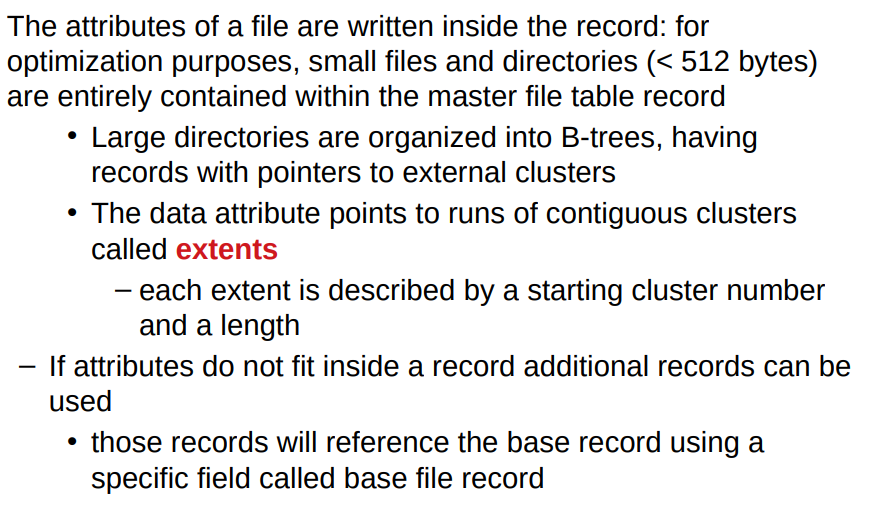 The attributes of a file are written inside the record: for
optimization purposes, small files and directories (< 512 bytes)
are entirely contained within the master file table record
• Large directories are organized into B-trees, having
records with pointers to external clusters
• The data attribute points to runs of contiguous clusters
called extents
– each extent is described by a starting cluster number
and a length
– If attributes do not fit inside a record additional records can be
used
• those records will reference the base record using a
specific field called base file record